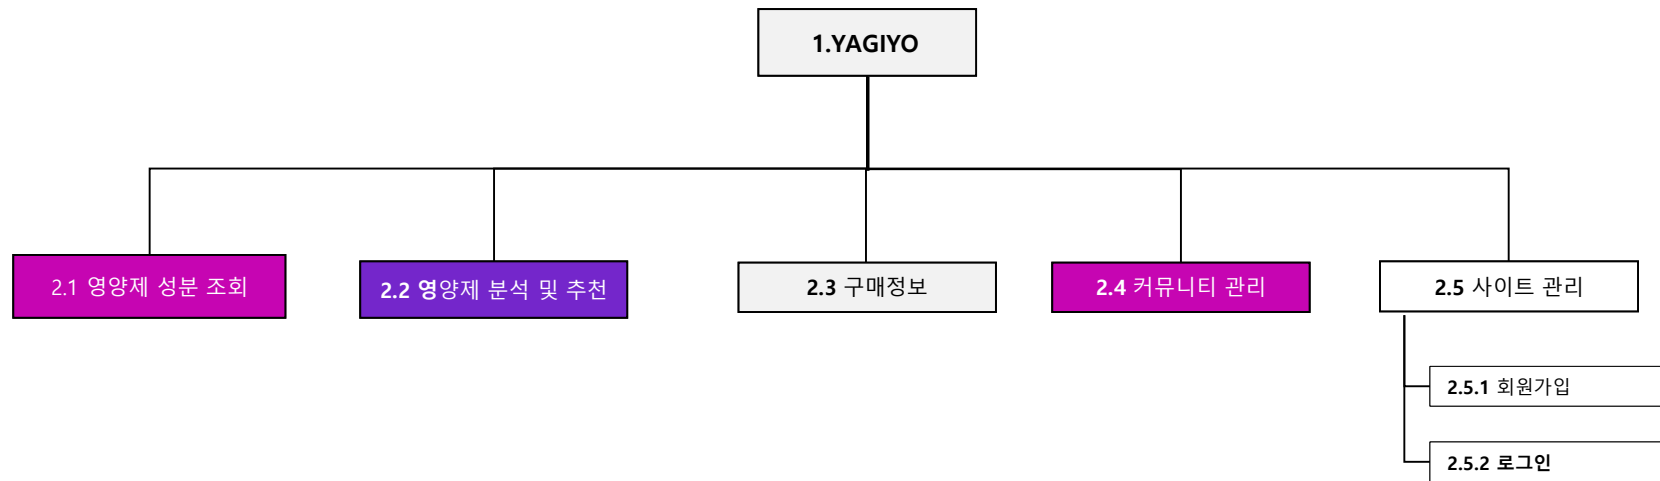 1.YAGIYO
2.1 영양제 성분 조회
2.2 영양제 분석 및 추천
2.3 구매정보
2.4 커뮤니티 관리
2.5 사이트 관리
2.5.1 회원가입
2.5.2 로그인